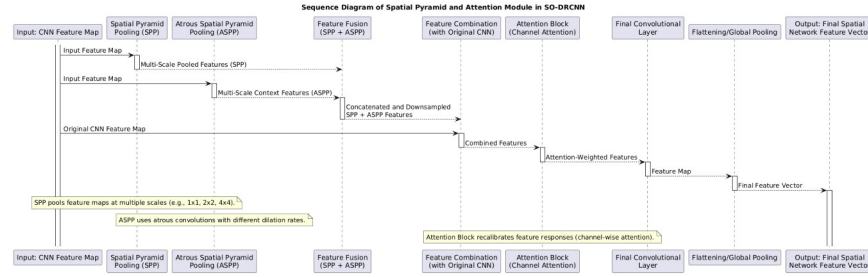 Sequence Diagram of Spatial Pyramid and Attention Module in SO-DRCNN
Input: CNN Feature Map
Spatial Pyramid
Pooling (SPP)
Atrous Spatial Pyramid
Pooling (ASPP)
Feature Fusion
(SPP + ASPP)
Feature Combination
(with Original CNN)
Attention Block
(Channel Attention)
Final Convolutional
Layer
Flattening/Global Pooling
Output: Final Spatial
Network Feature Vector
Input Feature Map
Multi-Scale Pooled Features (SPP)
Input Feature Map
Multi-Scale Context Features (ASPP)
Concatenated and Downsampled
SPP + ASPP Features
Original CNN Feature Map
Combined Features
Attention-Weighted Features
Feature Map
Final Feature Vector
SPP pools feature maps at multiple scales (e.g., 1x1, 2x2, 4x4).
ASPP uses atrous convolutions with different dilation rates.
Attention Block recalibrates feature responses (channel-wise attention).
Input: CNN Feature Map
Spatial Pyramid
Pooling (SPP)
Atrous Spatial Pyramid
Pooling (ASPP)
Feature Fusion
(SPP + ASPP)
Feature Combination
(with Original CNN)
Attention Block
(Channel Attention)
Final Convolutional
Layer
Flattening/Global Pooling
Output: Final Spatial
Network Feature Vector